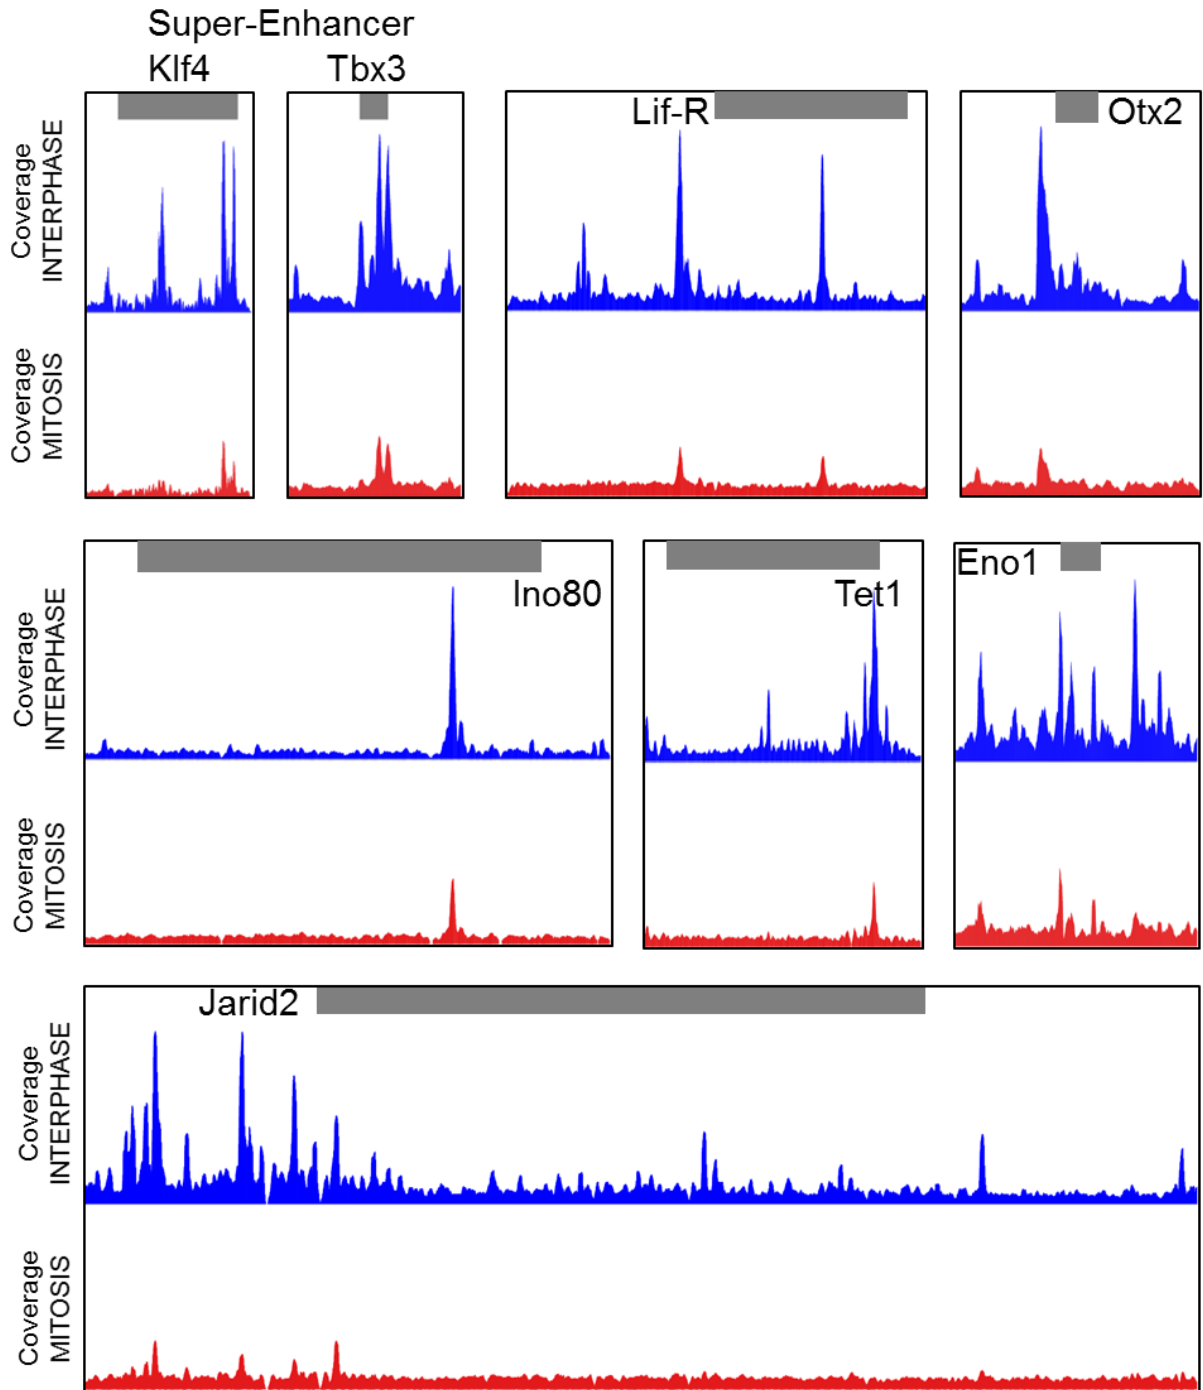 Super-Enhancer
Klf4
Tbx3
Lif-R
Otx2
Coverage
INTERPHASE
Coverage
MITOSIS
Ino80
Tet1
Eno1
Coverage
INTERPHASE
Coverage
MITOSIS
Jarid2
Coverage
INTERPHASE
Coverage
MITOSIS